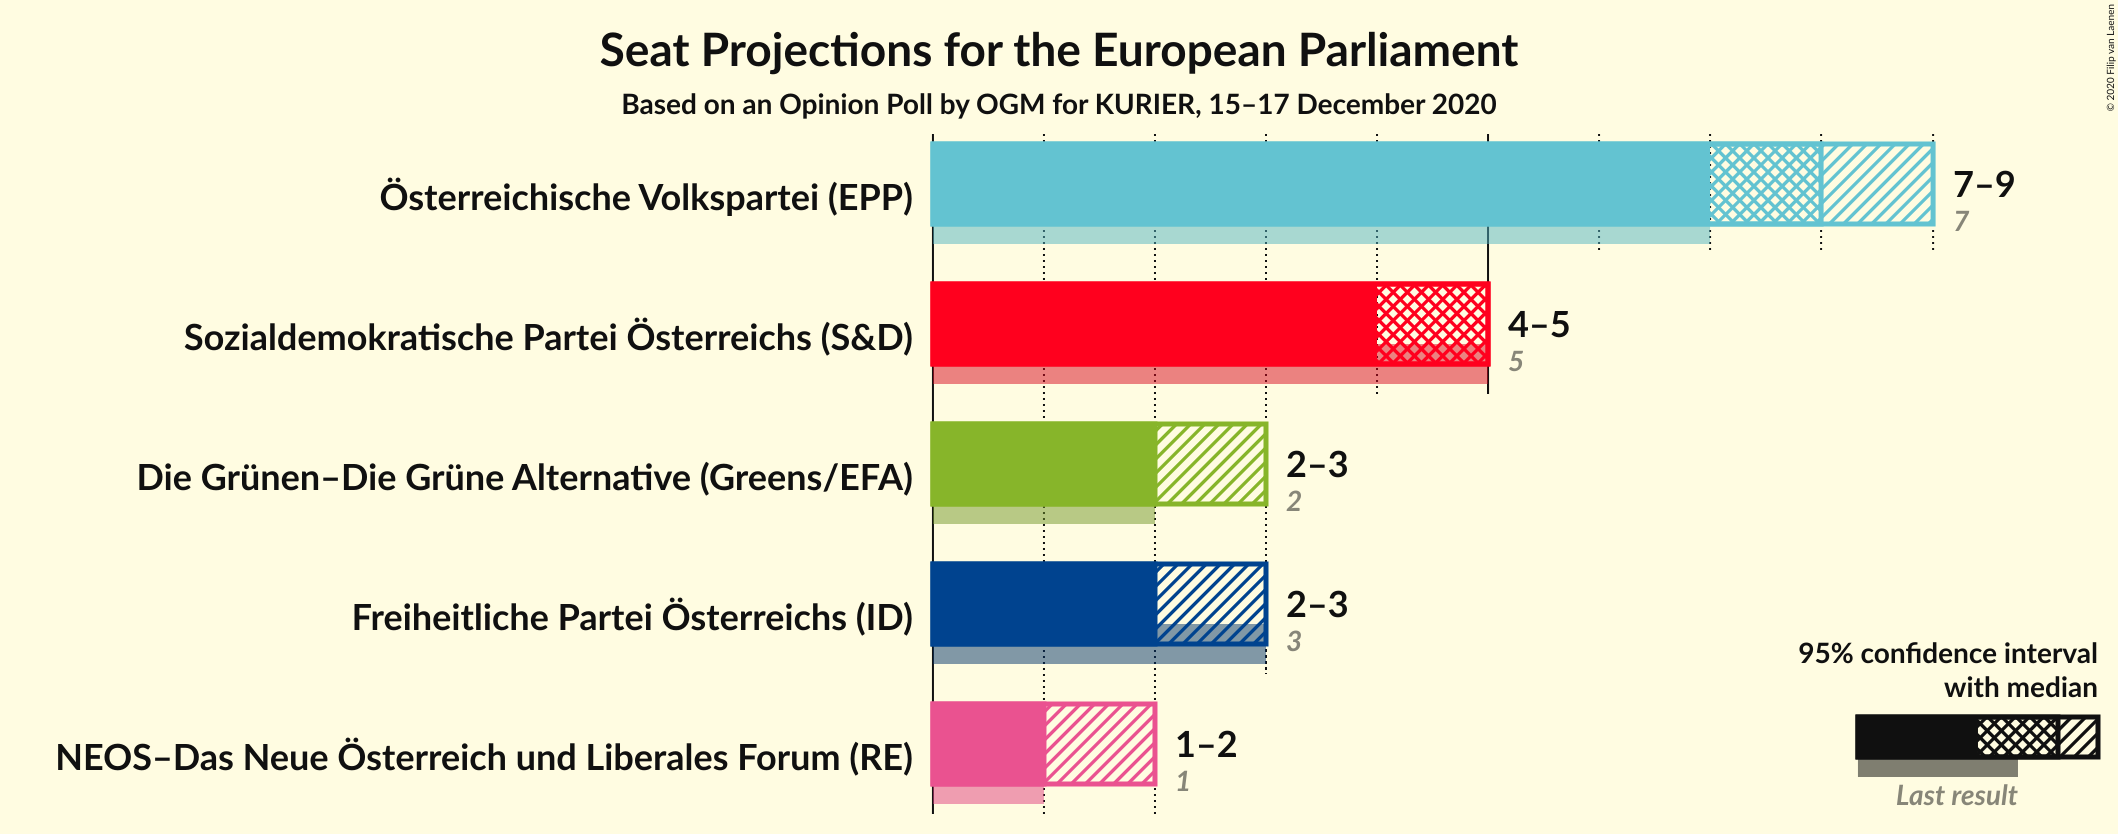 Seat Projections for the European Parliament
Based on an Opinion Poll by OGM for KURIER, 15–17 December 2020
© 2020 Filip van Laenen
Österreichische Volkspartei (EPP)
7–9
7
Sozialdemokratische Partei Österreichs (S&D)
4–5
5
Die Grünen–Die Grüne Alternative (Greens/EFA)
2–3
2
Freiheitliche Partei Österreichs (ID)
2–3
3
NEOS–Das Neue Österreich und Liberales Forum (RE)
1–2
1
95% confidence interval
with median
Last result